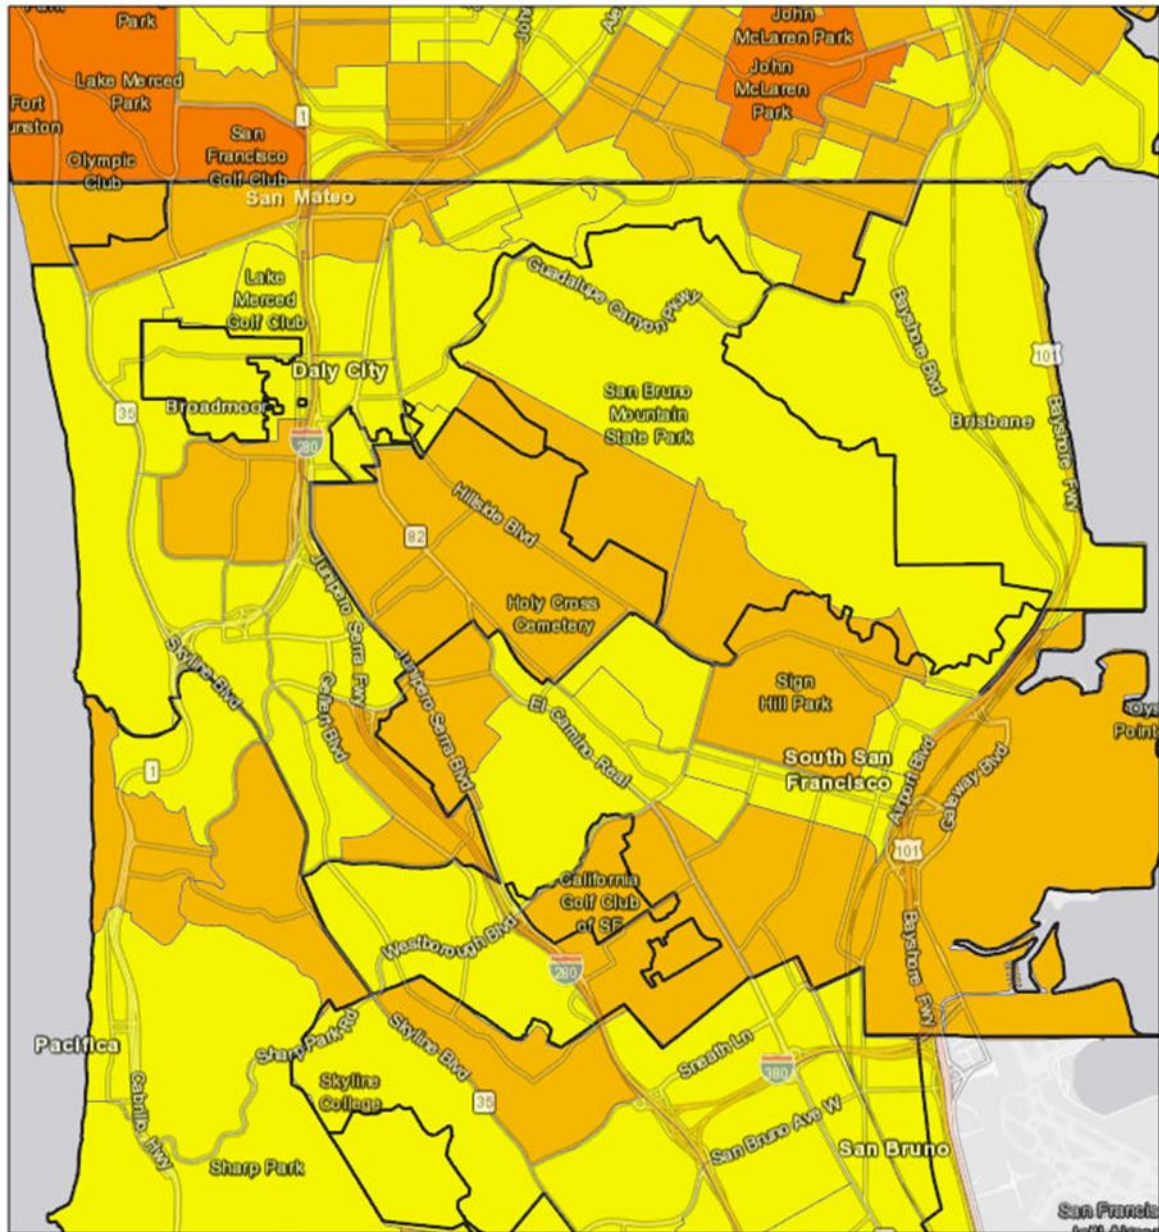 Park
Park
John
McLaren Park
Lake Merced
Park
John
McLaren
Park
Fort
1
San
Francisco
Golf Club
Olympic
Club
San Mateo
Lake
Merced
Golf Club
Guadalupe Canyon Pkwy
Bayshore Blvd
101
Daly City
35
Broadmoor
San Bruno
Mountain
State Park
Brisbane
Bayshore Fwy
280
82
Hillside Blvd
Junipero Serra Fwy
Holy Cross
Cemetery
Skyline Blvd
Junipero Serra Blvd
Gellert Blvd
Sign
Hill Park
El Camino Real
1
Point
South San
Francisco
Airport Blvd
Gateway Blvd
101
California
Golf Club
of SF
Westborough Blvd
280
Bayshore Fwy
Pacifica
Sharp Park Rd
Skyline Blvd
Sneath Ln
380
Skyline
College
35
Cabrillo Hwy
San Bruno Ave W
San Bruno
Sharp Park